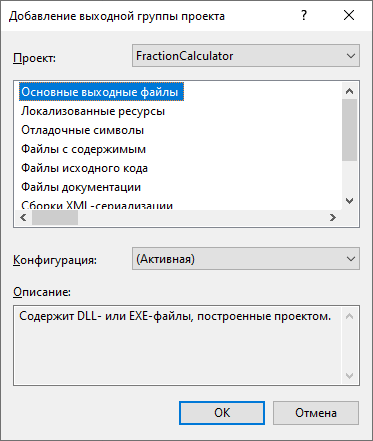 Добавление выходной группы проекта
Проект: FractionCalculator
Основные выходные файлы
Локализованные ресурсы
Отладочные символы
Файлы с содержимым
Файлы исходного кода
Файлы документации
Сборки XML-сериализации
Конфигурация: (Активная)
Описание:
Содержит DLL- или EXE-файлы, построенные проектом.
OK Отмена